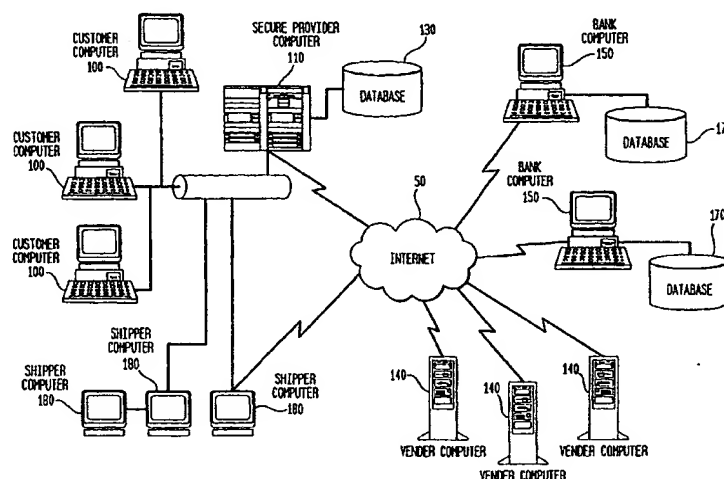 CUSTOMER
COMPUTER
100
SECURE PROVIDER
COMPUTER
110
130
DATABASE
BANK
COMPUTER
150
DATABASE
CUSTOMER
COMPUTER
100
CUSTOMER
COMPUTER
100
50
INTERNET
BANK
COMPUTER
150
170
DATABASE
SHIPPER
COMPUTER
180
SHIPPER
COMPUTER
180
SHIPPER
COMPUTER
180
140
VENDER COMPUTER
140
VENDER COMPUTER
140
VENDER COMPUTER